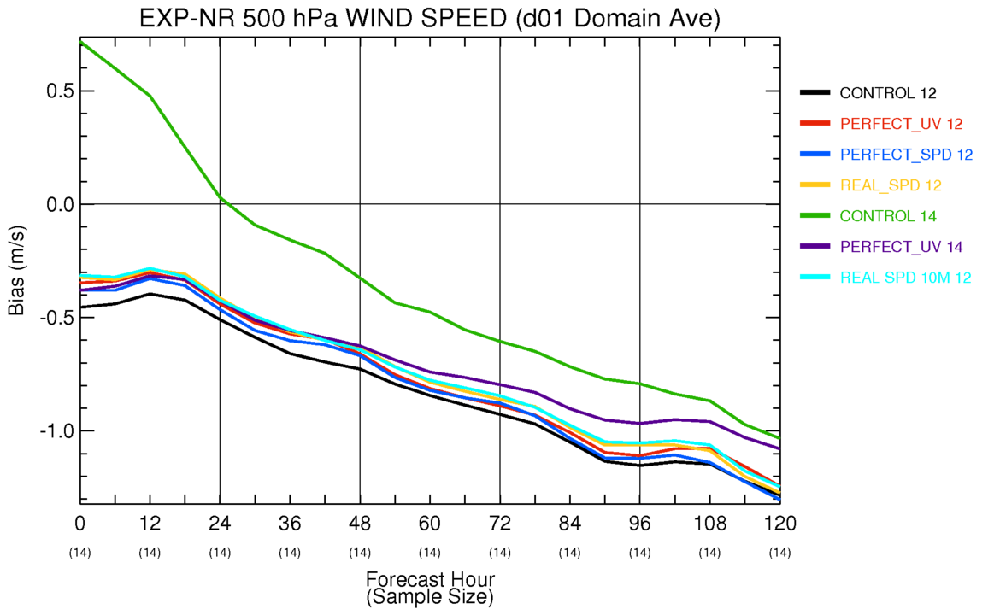 EXP-NR 500 hPa WIND SPEED (d01 Domain Ave)
0.5
0.0
-0.5
-1.0
Bias (m/s)
CONTROL 12
PERFECT_UV 12
PERFECT_SPD 12
REAL_SPD 12
CONTROL 14
PERFECT_UV 14
REAL SPD 10M 12
0 12 24 36 48 60 72 84 96 108 120
(14) (14) (14) (14) (14) (14) (14) (14) (14) (14) (14)
Forecast Hour
(Sample Size)